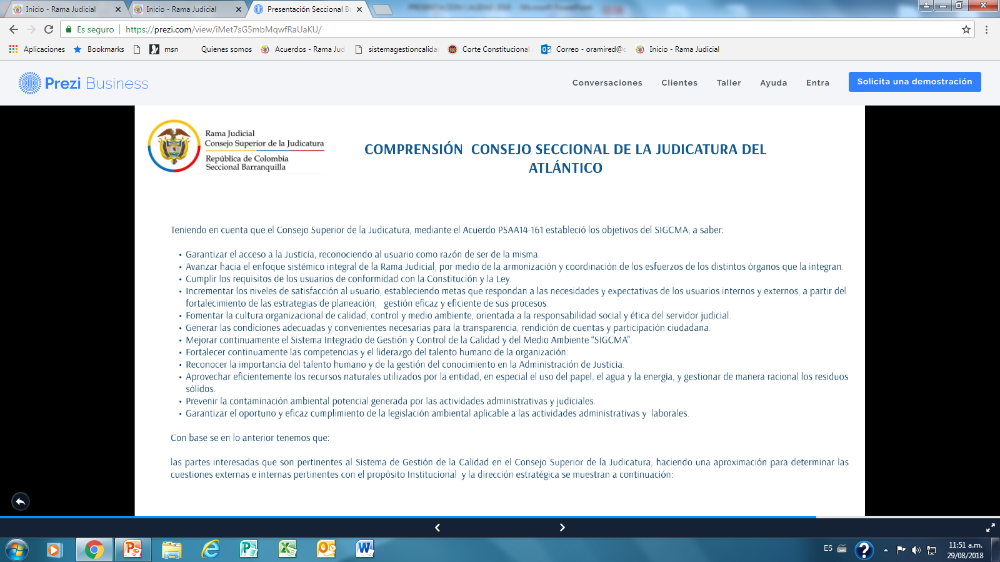 Inicio - Rama Judicial
Inicio - Rama Judicial
Presentación Seccional Ba
PRESENTACION CALIDAD 2018 - Microsoft PowerPoint
Es seguro
https://prezi.com/view/iMet7sG5mbMqwfRaUaKU/
Aplicaciones
Bookmarks
msn
Quienes somos
Acuerdos - Rama Jud
sistemagestioncalidad
Corte Constitucional
Correo - oramired@c
Inicio - Rama Judicial
Prezi Business
Conversaciones
Clientes
Taller
Ayuda
Entra
Solicita una demostración
Rama Judicial
Consejo Superior de la Judicatura
República de Colombia
Seccional Barranquilla
COMPRENSIÓN CONSEJO SECCIONAL DE LA JUDICATURA DEL
ATLÁNTICO
Teniendo en cuenta que el Consejo Superior de la Judicatura, mediante el Acuerdo PSAA14-161 estableció los objetivos del SIGCMA, a saber:
• Garantizar el acceso a la Justicia, reconociendo al usuario como razón de ser de la misma.
• Avanzar hacia el enfoque sistémico integral de la Rama Judicial, por medio de la armonización y coordinación de los esfuerzos de los distintos órganos que la integran.
• Cumplir los requisitos de los usuarios de conformidad con la Constitución y la Ley.
• Incrementar los niveles de satisfacción al usuario, estableciendo metas que respondan a las necesidades y expectativas de los usuarios internos y externos, a partir del
fortalecimiento de las estrategias de planeación, gestión eficaz y eficiente de sus procesos.
• Fomentar la cultura organizacional de calidad, control y medio ambiente, orientada a la responsabilidad social y ética del servidor judicial.
• Generar las condiciones adecuadas y convenientes necesarias para la transparencia, rendición de cuentas y participación ciudadana.
• Mejorar continuamente el Sistema Integrado de Gestión y Control de la Calidad y del Medio Ambiente “SIGCMA”.
• Fortalecer continuamente las competencias y el liderazgo del talento humano de la organización.
• Reconocer la importancia del talento humano y de la gestión del conocimiento en la Administración de Justicia.
• Aprovechar eficientemente los recursos naturales utilizados por la entidad, en especial el uso del papel, el agua y la energía, y gestionar de manera racional los residuos
sólidos.
• Prevenir la contaminación ambiental potencial generada por las actividades administrativas y judiciales.
• Garantizar el oportuno y eficaz cumplimiento de la legislación ambiental aplicable a las actividades administrativas y laborales.
Con base se en lo anterior tenemos que:
las partes interesadas que son pertinentes al Sistema de Gestión de la Calidad en el Consejo Superior de la Judicatura, haciendo una aproximación para determinar las
cuestiones externas e internas pertinentes con el propósito Institucional y la dirección estratégica se muestran a continuación:
ES
11:51 a.m.
29/08/2018